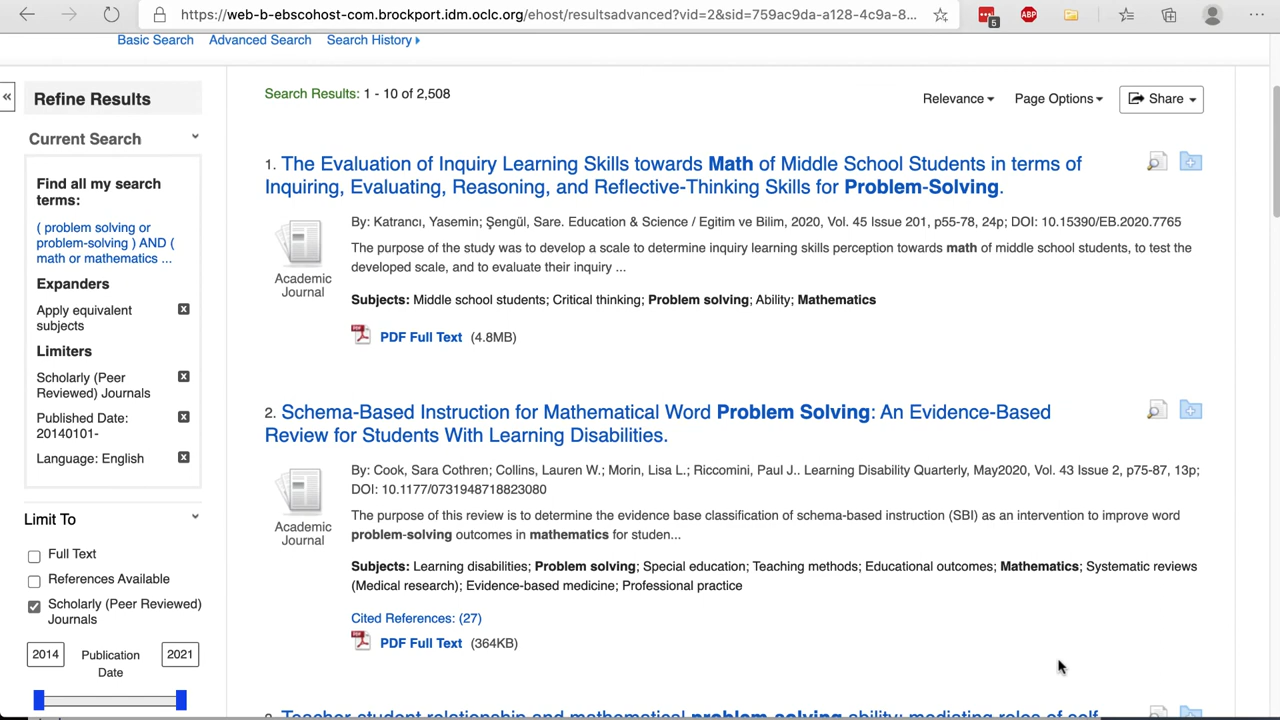 https://web-b-ebscohost-com.brockport.idm.oclc.org/ehost/resultsadvanced?vid=2&sid=759ac9da-a128-4c9a-8...
5
ABP
Basic Search Advanced Search Search History
«
Refine Results
Current Search
Find all my search
terms:
( problem solving or
problem-solving ) AND (
math or mathematics ...
Expanders
Apply equivalent
subjects
Limiters
Scholarly (Peer
Reviewed) Journals
Published Date:
20140101-
Language: English
Limit To
Full Text
References Available
Scholarly (Peer Reviewed)
Journals
2014 Publication Date 2021
Search Results: 1 - 10 of 2,508
Relevance Page Options Share
1. The Evaluation of Inquiry Learning Skills towards Math of Middle School Students in terms of
Inquiring, Evaluating, Reasoning, and Reflective-Thinking Skills for Problem-Solving.
Academic
Journal
By: Katrancı, Yasemin; Şengül, Sare. Education & Science / Egitim ve Bilim, 2020, Vol. 45 Issue 201, p55-78, 24p; DOI: 10.15390/EB.2020.7765
The purpose of the study was to develop a scale to determine inquiry learning skills perception towards math of middle school students, to test the
developed scale, and to evaluate their inquiry ...
Subjects: Middle school students; Critical thinking; Problem solving; Ability; Mathematics
PDF Full Text (4.8MB)
2. Schema-Based Instruction for Mathematical Word Problem Solving: An Evidence-Based
Review for Students With Learning Disabilities.
Academic
Journal
By: Cook, Sara Cothren; Collins, Lauren W.; Morin, Lisa L.; Riccomini, Paul J.. Learning Disability Quarterly, May2020, Vol. 43 Issue 2, p75-87, 13p;
DOI: 10.1177/0731948718823080
The purpose of this review is to determine the evidence base classification of schema-based instruction (SBI) as an intervention to improve word
problem-solving outcomes in mathematics for studen...
Subjects: Learning disabilities; Problem solving; Special education; Teaching methods; Educational outcomes; Mathematics; Systematic reviews
(Medical research); Evidence-based medicine; Professional practice
Cited References: (27)
PDF Full Text (364KB)
Teacher-student relationship and mathematical problem-solving ability: mediating roles of self-